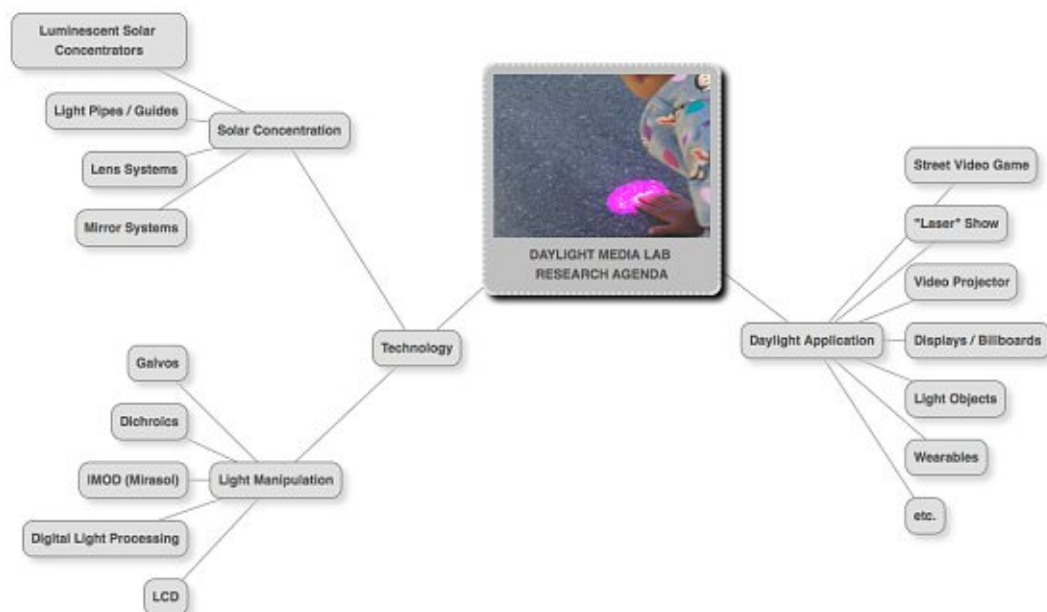 Luminescent Solar
Concentrators
Light Pipes / Guides
Solar Concentration
Lens Systems
Mirror Systems
DAYLIGHT MEDIA LAB
RESEARCH AGENDA
Technology
Galvos
Dichroics
IMOD (Mirasol)
Light Manipulation
Digital Light Processing
LCD
Street Video Game
"Laser" Show
Video Projector
Daylight Application
Displays / Billboards
Light Objects
Wearables
etc.